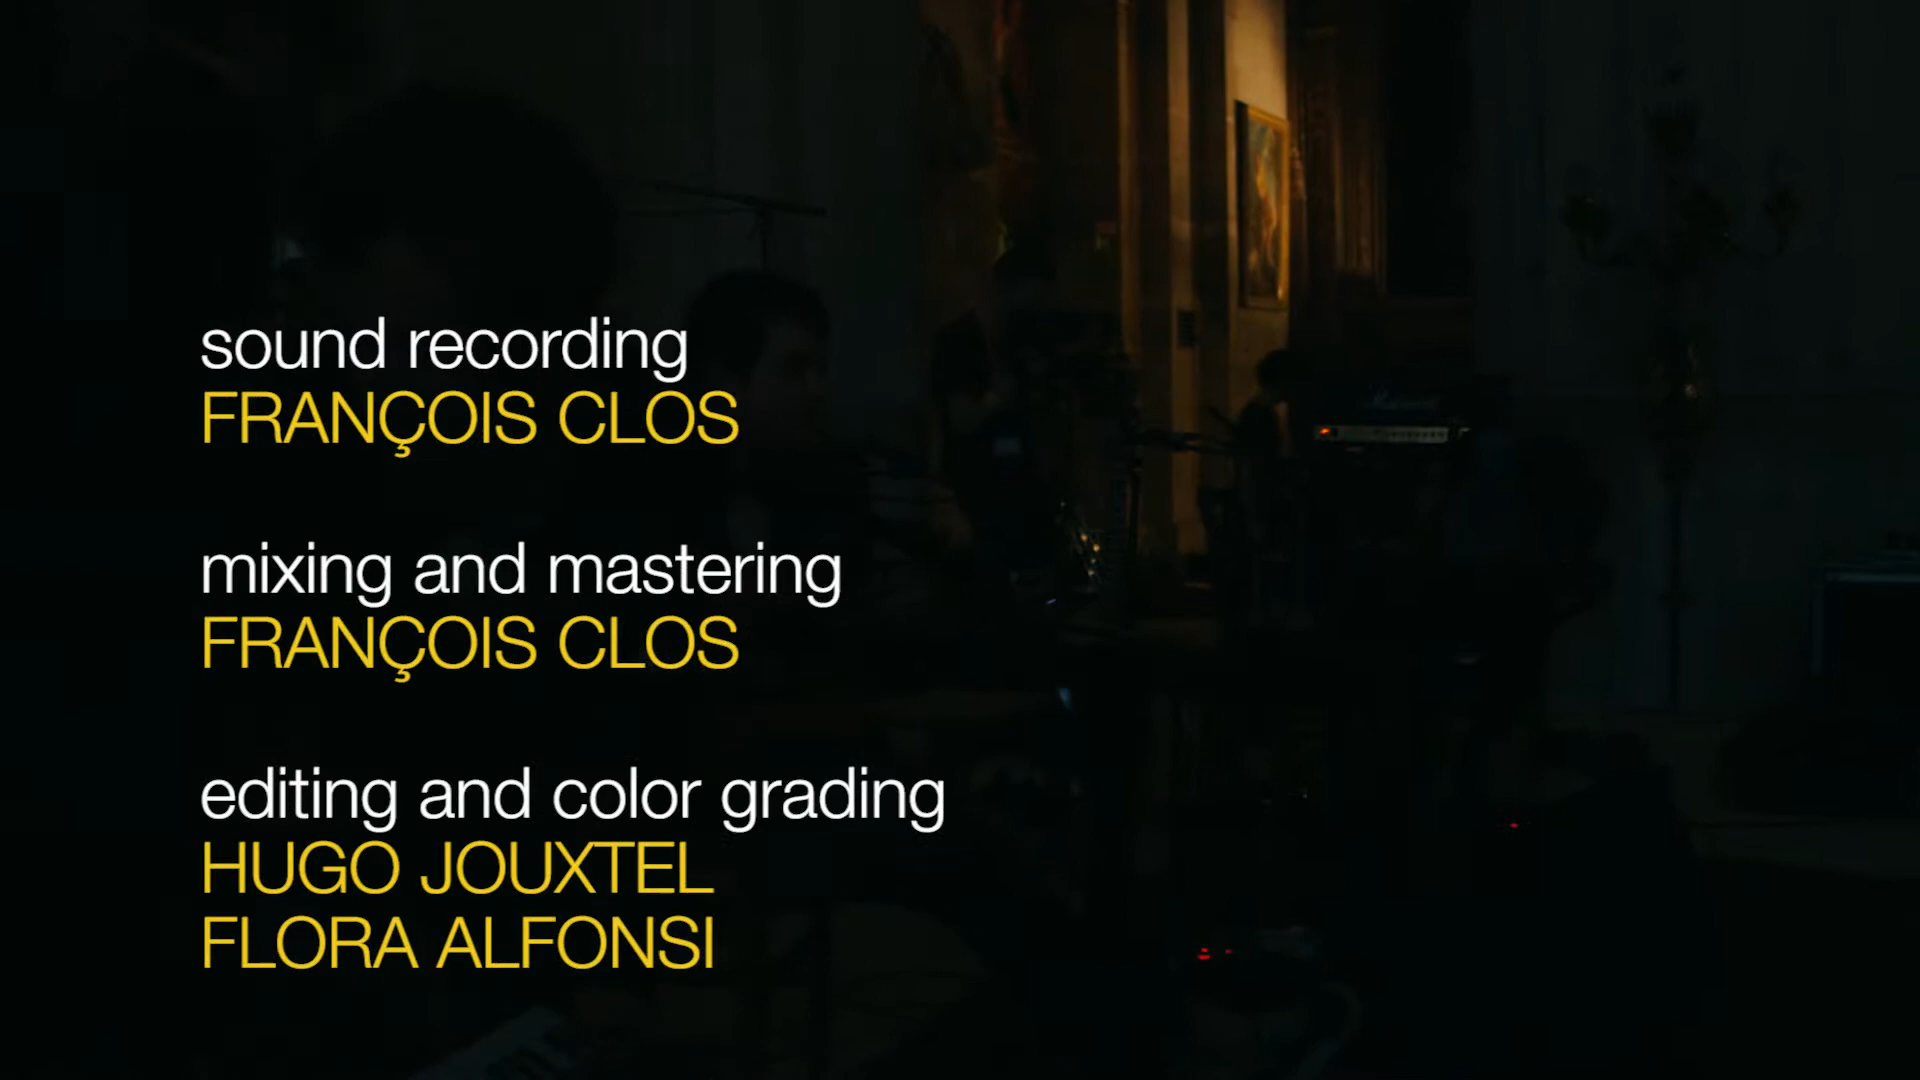 sound recording
FRANÇOIS CLOS
mixing and mastering
FRANÇOIS CLOS
editing and color grading
HUGO JOUXTEL
FLORA ALFONSI